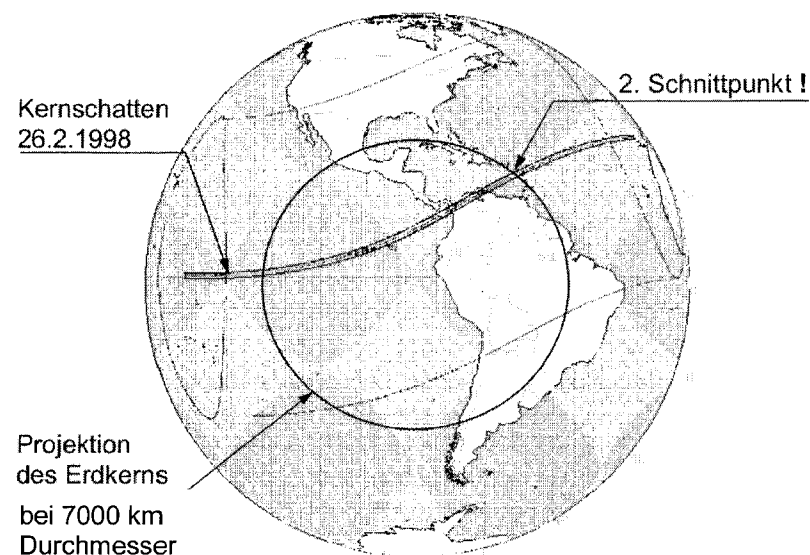 Kernschatten
26.2.1998
2. Schnittpunkt !
Projektion
des Erdkerns
bei 7000 km
Durchmesser